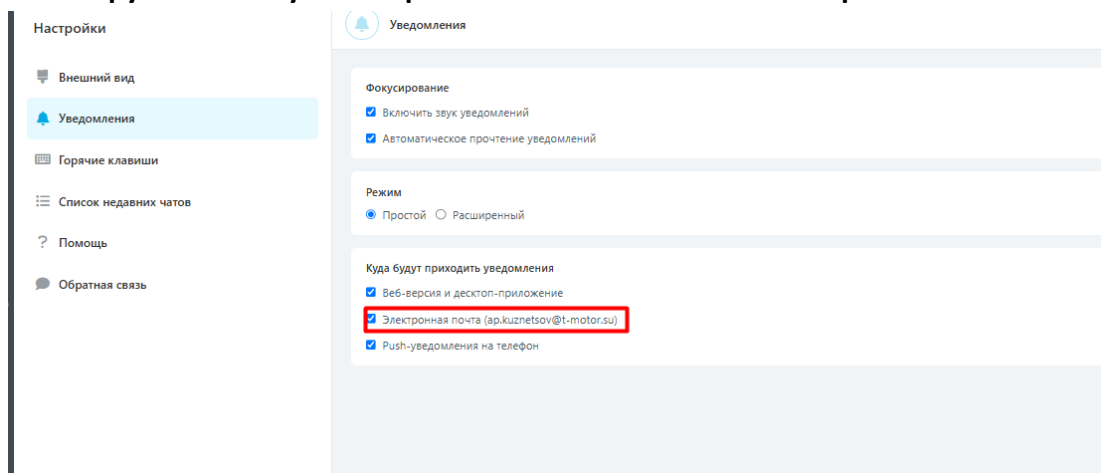 Настройки
Уведомления
Внешний вид
Уведомления
Горячие клавиши
Список недавних чатов
Помощь
Обратная связь
Фокусирование
Включить звук уведомлений
Автоматическое прочтение уведомлений
Режим
Простой Расширенный
Куда будут приходить уведомления
Веб-версия и десктоп-приложение
Электронная почта (ap.kuznetsov@t-motor.su)
Push-уведомления на телефон